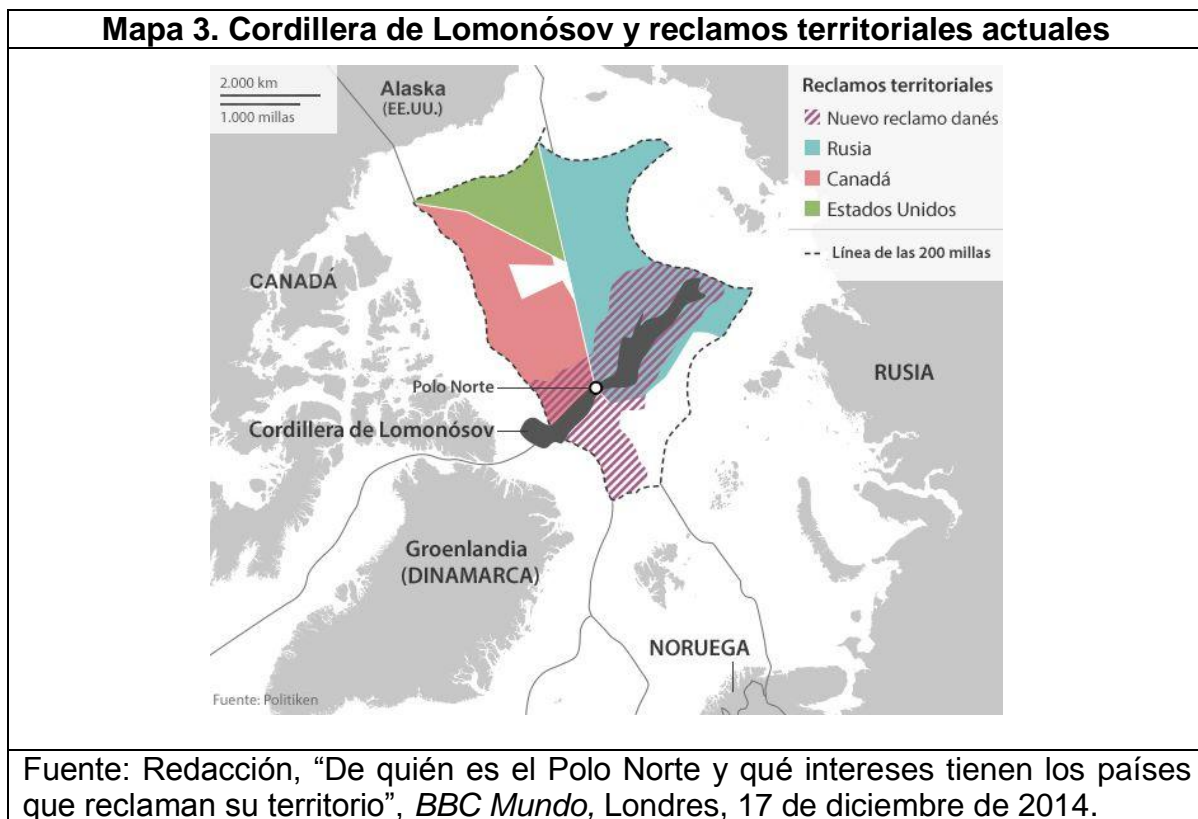 Mapa 3. Cordillera de Lomonósov y reclamos territoriales actuales
2.000 km
1.000 millas
Alaska
(EE.UU.)
Reclamos territoriales
Nuevo reclamo danés
Rusia
Canadá
Estados Unidos
Línea de las 200 millas
CANADÁ
RUSIA
Polo Norte
Cordillera de Lomonósov
Groenlandia
(DINAMARCA)
NORUEGA
Fuente: Politiken
Fuente: Redacción, “De quién es el Polo Norte y qué intereses tienen los países
que reclaman su territorio”, BBC Mundo, Londres, 17 de diciembre de 2014.